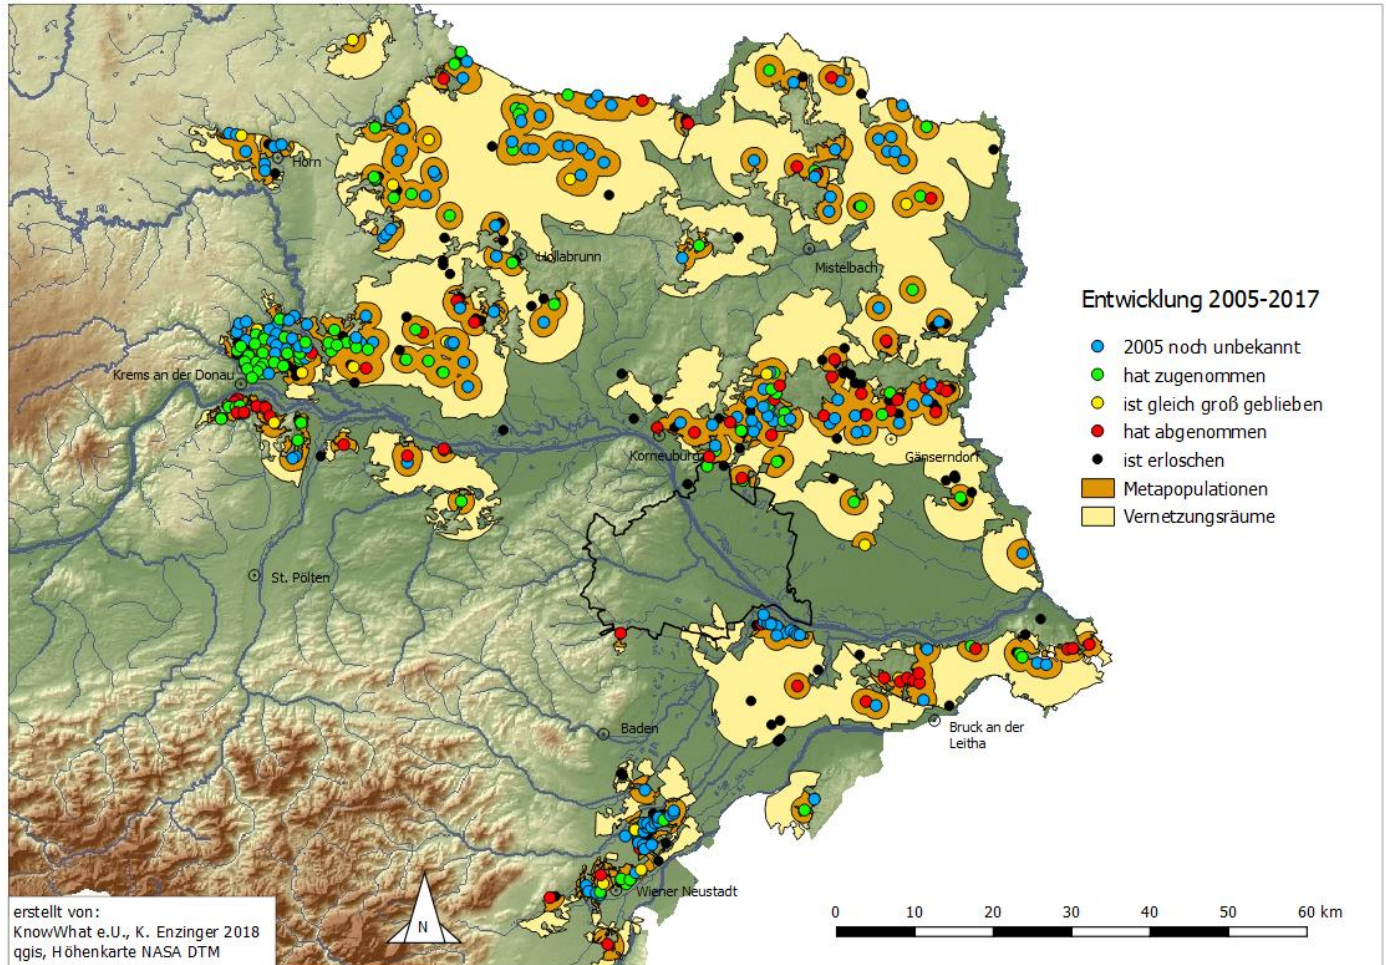 Horn
Hollabrunn
Mistelbach
Entwicklung 2005-2017
2005 noch unbekannt
hat zugenommen
ist gleich groß geblieben
hat abgenommen
ist erloschen
Metapopulationen
Vernetzungsräume
Krems an der Donau
Korneuburg
Gänserndorf
St. Pölten
Baden
Bruck an der
Leitha
Wiener Neustadt
erstellt von:
KnowWhat e.U., K. Enzinger 2018
qgis, Höhenkarte NASA DTM
N
0 10 20 30 40 50 60 km